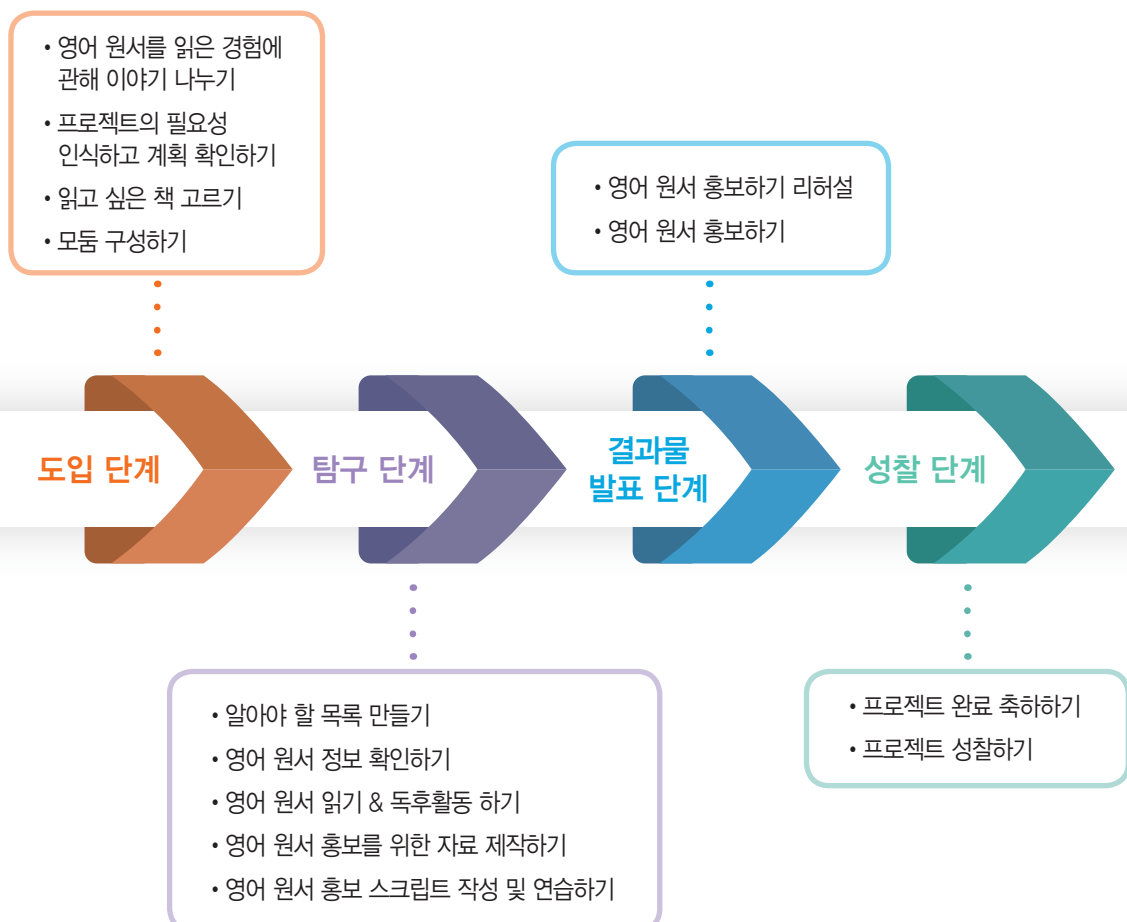 • 영어 원서를 읽은 경험에
관해 이야기 나누기
• 프로젝트의 필요성
인식하고 계획 확인하기
• 읽고 싶은 책 고르기
• 모둠 구성하기
• 영어 원서 홍보하기 리허설
• 영어 원서 홍보하기
도입 단계
탐구 단계
결과물
발표 단계
성찰 단계
• 알아야 할 목록 만들기
• 영어 원서 정보 확인하기
• 영어 원서 읽기 & 독후활동 하기
• 영어 원서 홍보를 위한 자료 제작하기
• 영어 원서 홍보 스크립트 작성 및 연습하기
• 프로젝트 완료 축하하기
• 프로젝트 성찰하기